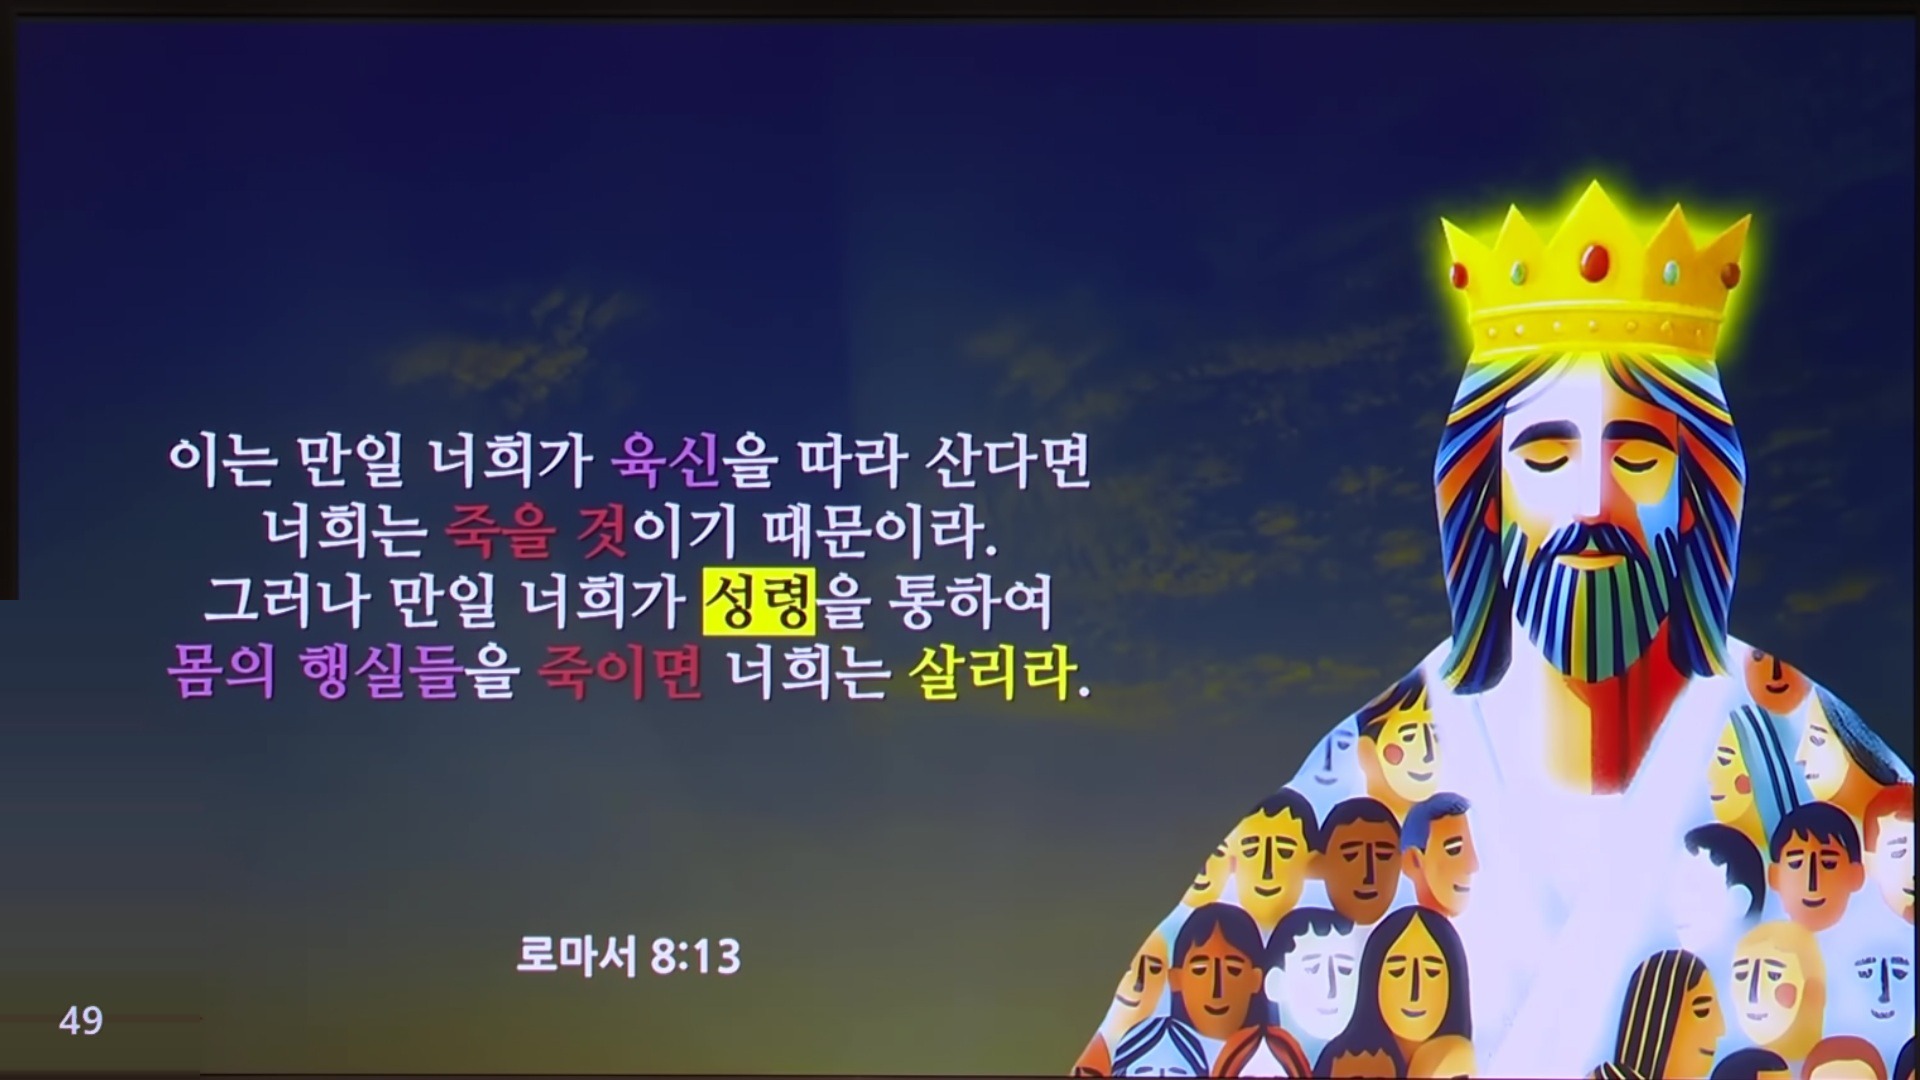 이는 만일 너희가 육신을 따라 산다면
너희는 죽을 것이기 때문이라.
그러나 만일 너희가 성령을 통하여
몸의 행실들을 죽이면 너희는 살리라.
로마서 8:13
49